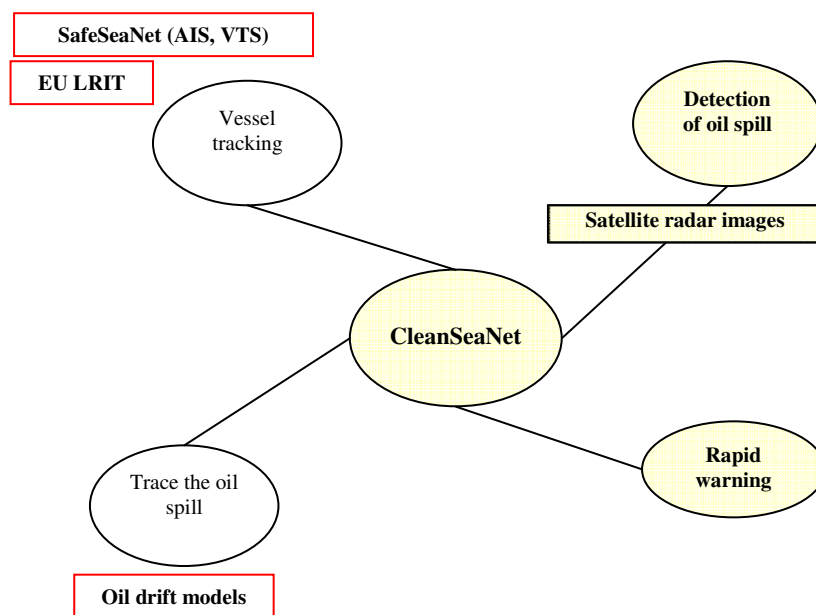 SafeSeaNet (AIS, VTS)
EU LRIT
Vessel
tracking
Detection
of oil spill
Satellite radar images
CleanSeaNet
Rapid
warning
Trace the oil
spill
Oil drift models